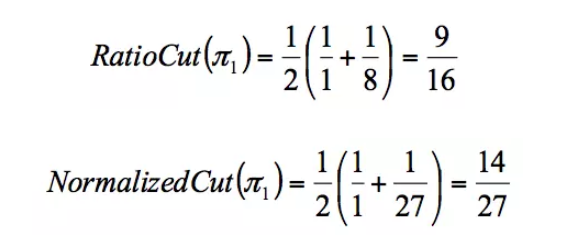 RatioCut(π₁) = 1/2 (1/1 + 1/8) = 9/16
NormalizedCut(π₁) = 1/2 (1/1 + 1/27) = 14/27